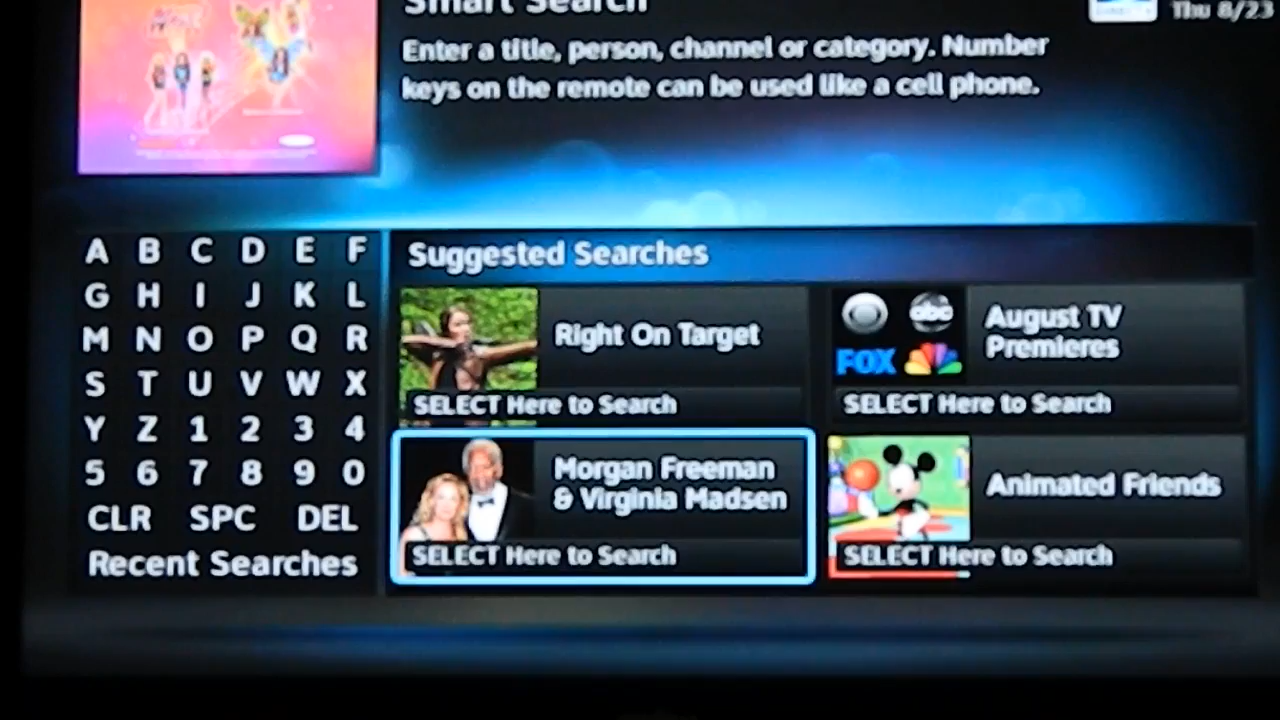 Smart Search
Thu 8/23
Enter a title, person, channel or category. Number
keys on the remote can be used like a cell phone.
A B C D E F
G H I J K L
M N O P Q R
S T U V W X
Y Z 1 2 3 4
5 6 7 8 9 0
CLR SPC DEL
Recent Searches
Suggested Searches
Right On Target
SELECT Here to Search
abc
FOX
August TV
Premieres
SELECT Here to Search
Morgan Freeman
& Virginia Madsen
SELECT Here to Search
Animated Friends
SELECT Here to Search